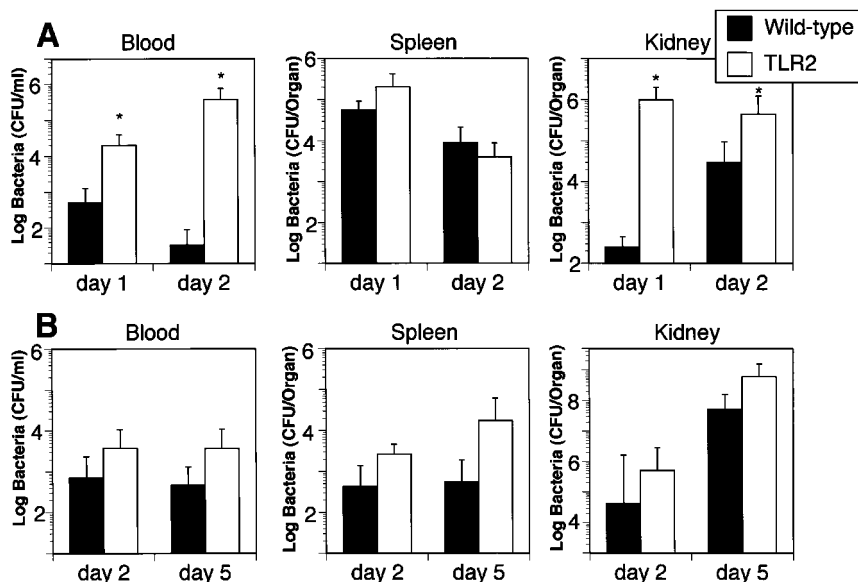 A
Blood
Spleen
Kidney
Wild-type
TLR2
Log Bacteria (CFU/ml)
6
4
2
*
*
day 1
day 2
Log Bacteria (CFU/Organ)
6
4
2
day 1
day 2
Log Bacteria (CFU/Organ)
6
4
2
*
*
day 1
day 2
B
Blood
Spleen
Kidney
Log Bacteria (CFU/ml)
6
4
2
day 2
day 5
Log Bacteria (CFU/Organ)
6
4
2
day 2
day 5
Log Bacteria (CFU/Organ)
8
6
4
day 2
day 5